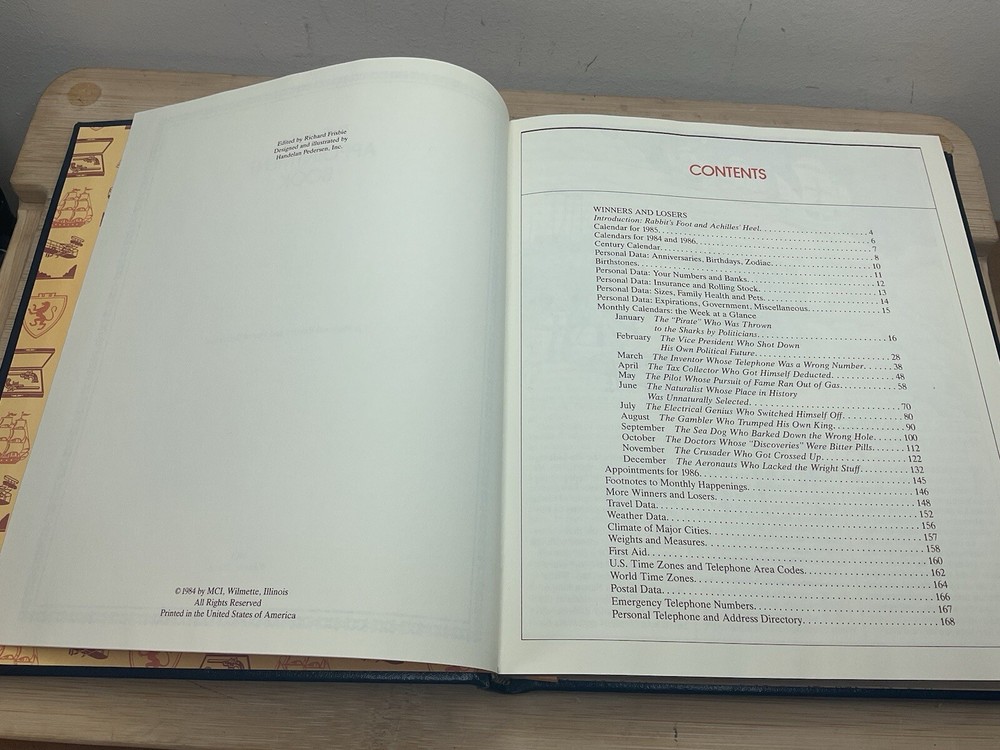 Edited by Richard Frisbie
Designed and illustrated by
Handelan Pedersen, Inc.
© 1984 by MCI, Wilmette, Illinois
All Rights Reserved
Printed in the United States of America
CONTENTS
WINNERS AND LOSERS
Introduction: Rabbit's Foot and Achilles' Heel. 4
Calendar for 1985. 6
Calendars for 1984 and 1986. 7
Century Calendar. 8
Personal Data: Anniversaries, Birthdays, Zodiac. 10
Birthstones. 11
Personal Data: Your Numbers and Banks. 12
Personal Data: Insurance and Rolling Stock. 13
Personal Data: Sizes, Family Health and Pets. 14
Personal Data: Expirations, Government, Miscellaneous. 15
Monthly Calendars: the Week at a Glance
January The "Pirate" Who Was Thrown
to the Sharks by Politicians. 16
February The Vice President Who Shot Down
His Own Political Future. 28
March The Inventor Whose Telephone Was a Wrong Number. 38
April The Tax Collector Who Got Himself Deducted. 48
May The Pilot Whose Pursuit of Fame Ran Out of Gas. 58
June The Naturalist Whose Place in History
Was Unnaturally Selected. 70
July The Electrical Genius Who Switched Himself Off. 80
August The Gambler Who Trumped His Own King. 90
September The Sea Dog Who Barked Down the Wrong Hole. 100
October The Doctors Whose "Discoveries" Were Bitter Pills. 112
November The Crusader Who Got Crossed Up. 122
December The Aeronauts Who Lacked the Wright Stuff. 132
Appointments for 1986. 145
Footnotes to Monthly Happenings. 146
More Winners and Losers. 148
Travel Data. 152
Weather Data. 156
Climate of Major Cities. 157
Weights and Measures. 158
First Aid. 160
U.S. Time Zones and Telephone Area Codes. 162
World Time Zones. 164
Postal Data. 166
Emergency Telephone Numbers. 167
Personal Telephone and Address Directory. 168